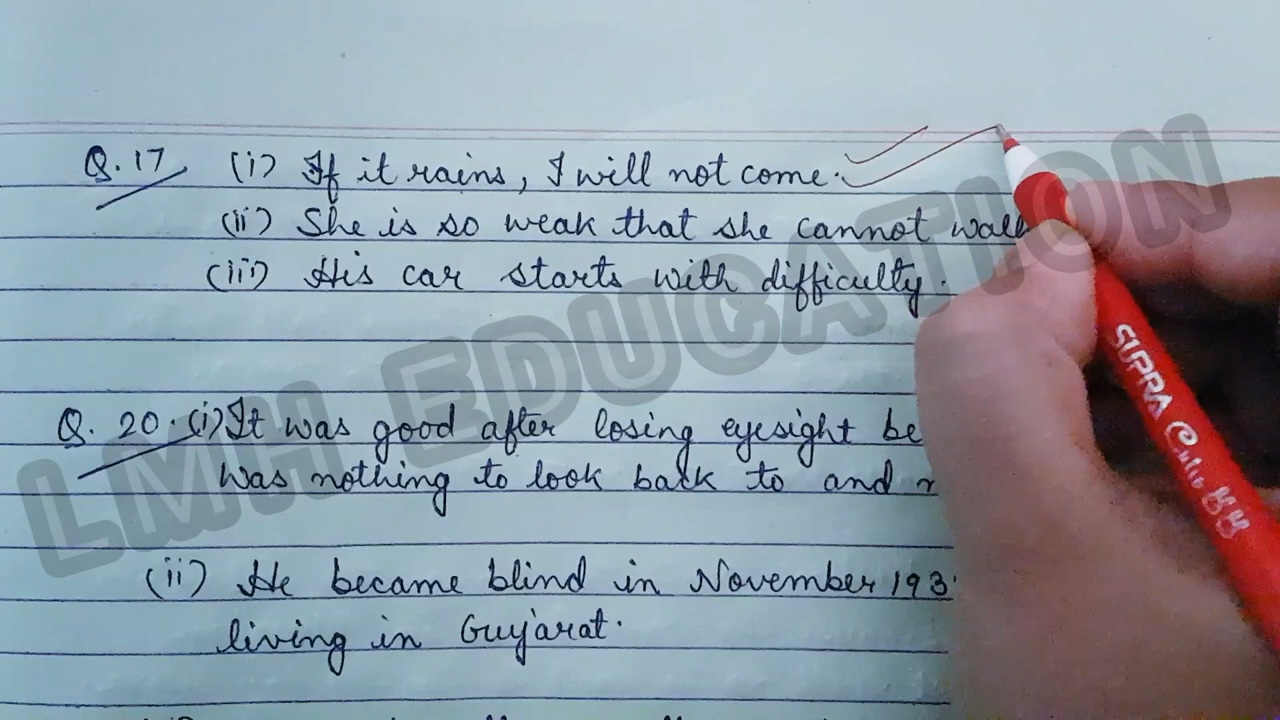 Q.17 (i) If it rains, I will not come.
(ii) She is so weak that she cannot
(iii) His car starts with difficulty.
Q. 20. (i) It was good after losing eyesight
was nothing to look back to and
(ii) He became blind in November 193
living in Gujarat.
LMH EDUCATION
SUPRA